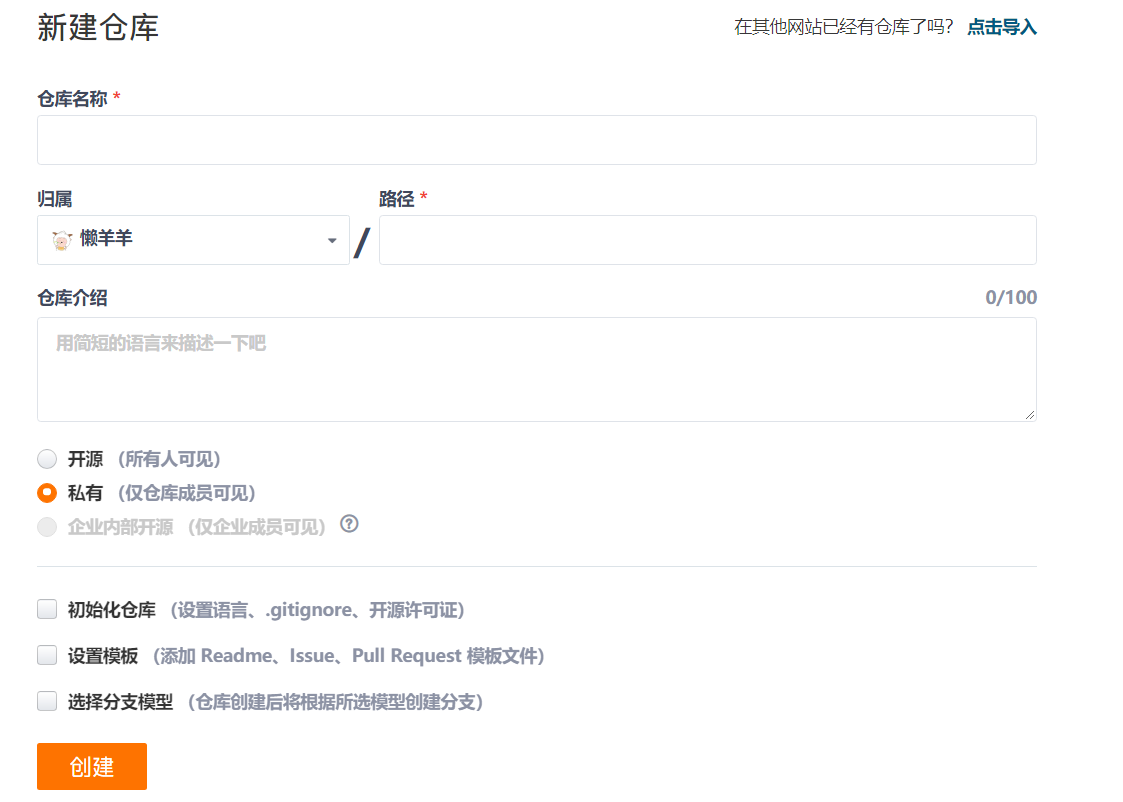 新建仓库
在其他网站已经有仓库了吗? 点击导入
仓库名称 *
归属
路径 *
懒羊羊
/
仓库介绍
0/100
用简短的语言来描述一下吧
开源 (所有人可见)
私有 (仅仓库成员可见)
企业内部开源 (仅企业成员可见) ?
初始化仓库 (设置语言、.gitignore、开源许可证)
设置模板 (添加 Readme、Issue、Pull Request 模板文件)
选择分支模型 (仓库创建后将根据所选模型创建分支)
创建